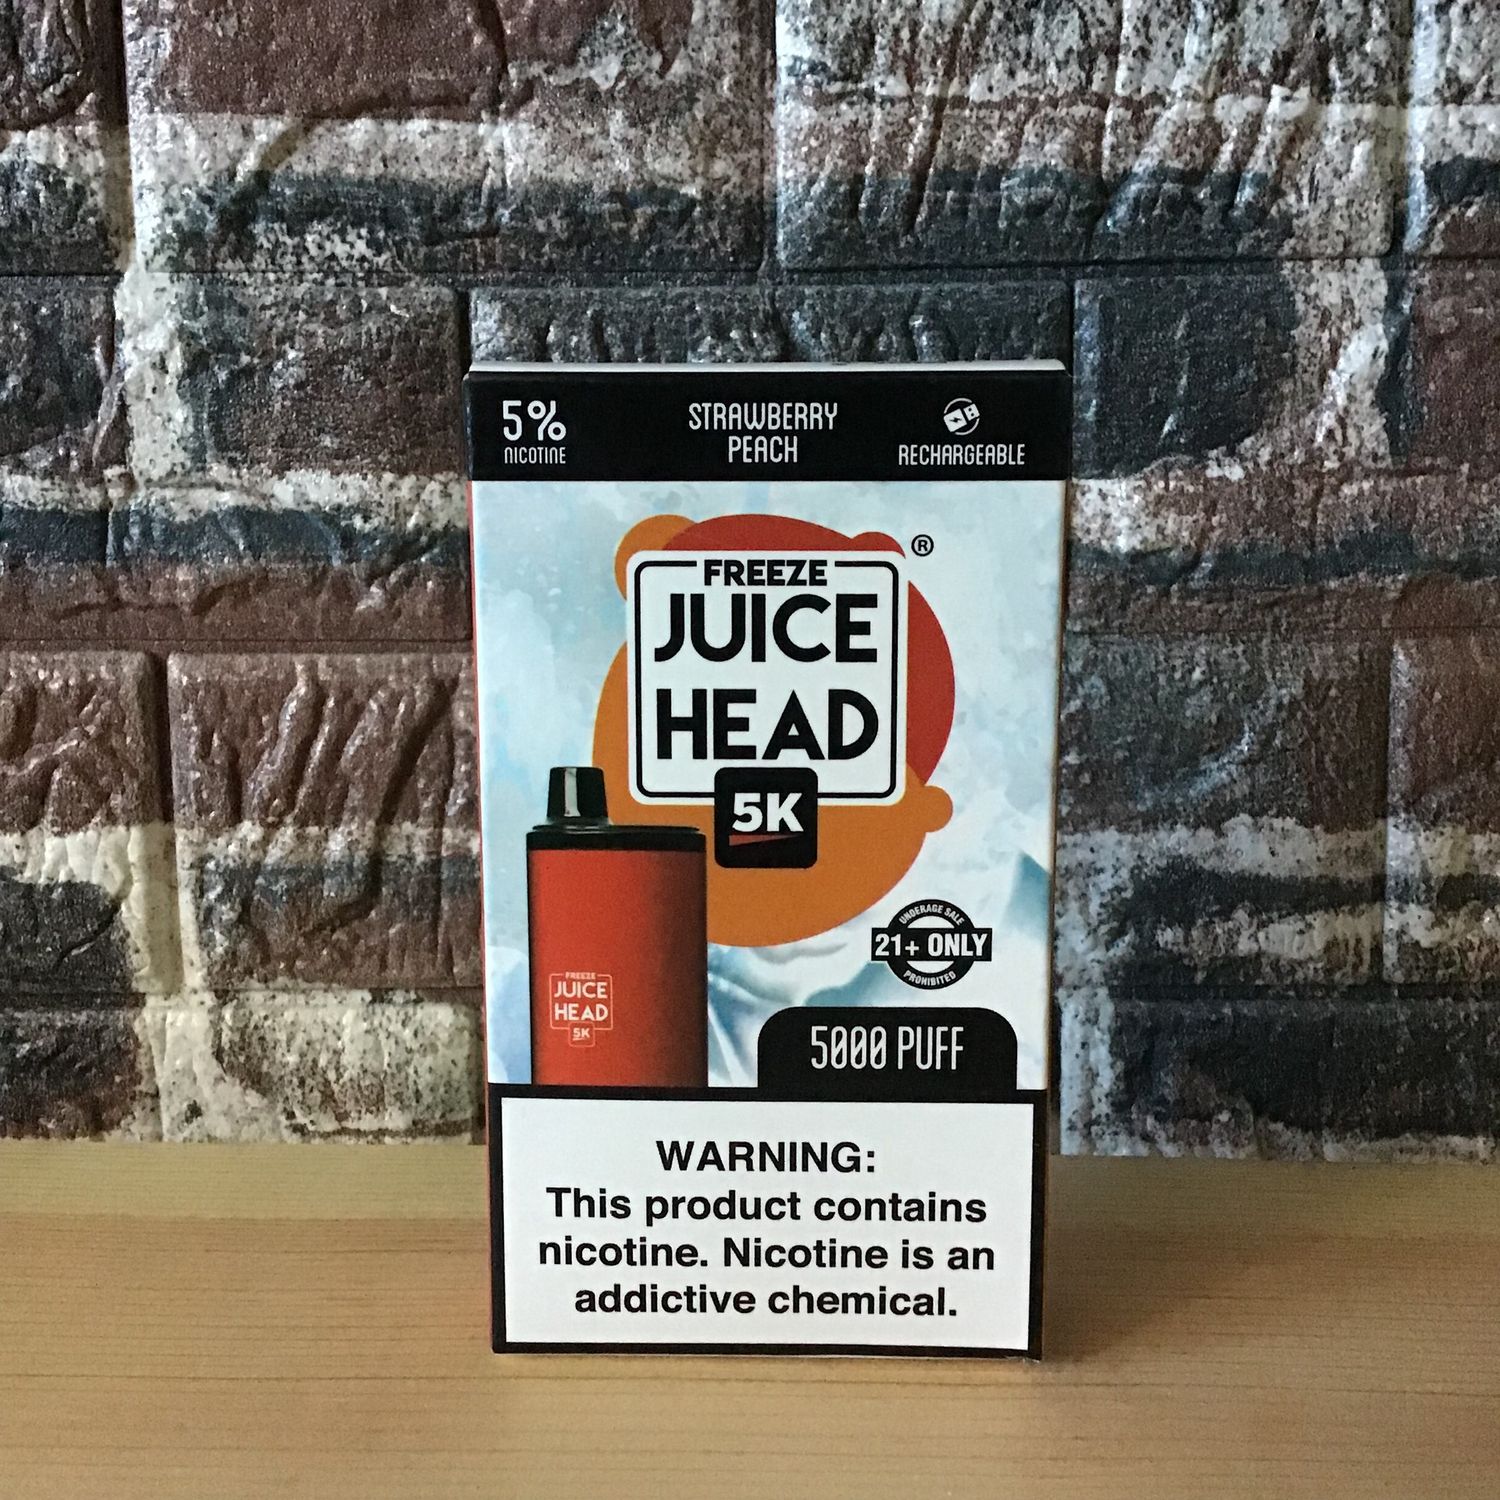 5% NICOTINE
STRAWBERRY
PEACH
RECHARGEABLE
®
FREEZE
JUICE
HEAD
5K
FREEZE
JUICE
HEAD
5K
UNDERAGE SALE
21+ ONLY
PROHIBITED
5000 PUFF
WARNING:
This product contains
nicotine. Nicotine is an
addictive chemical.